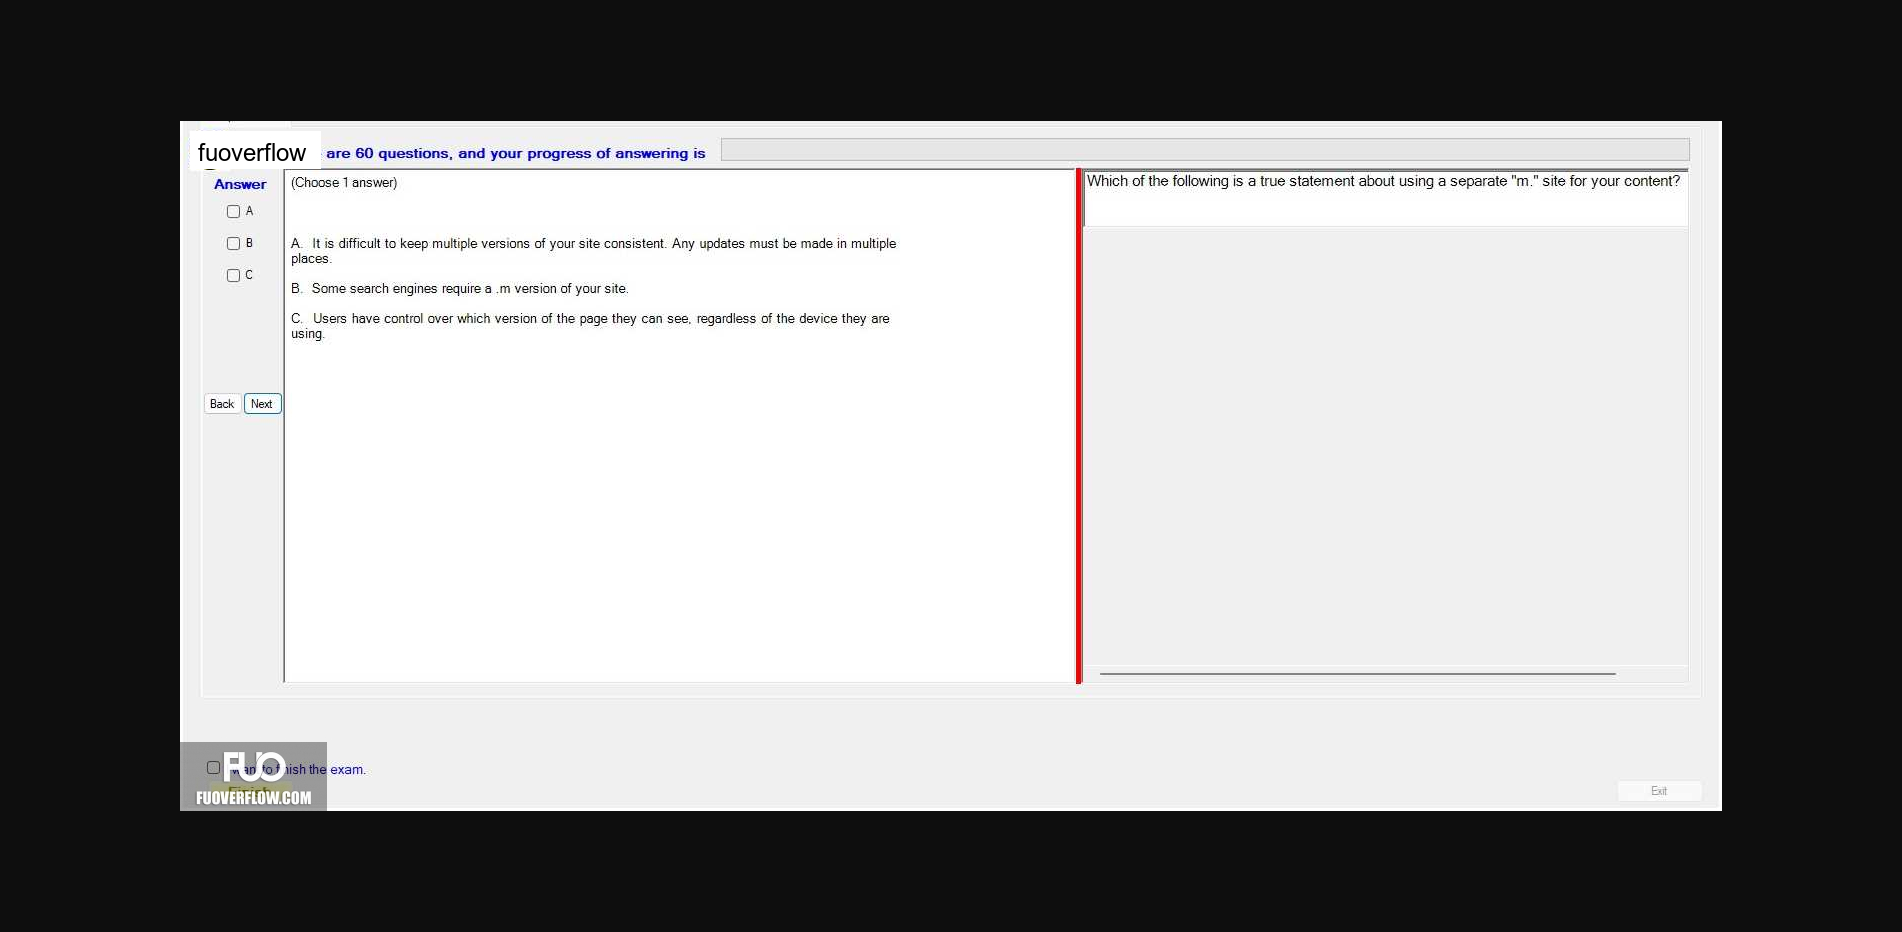 fuoverflow are 60 questions, and your progress of answering is
Answer
A
B
C
Back Next
(Choose 1 answer)
A. It is difficult to keep multiple versions of your site consistent. Any updates must be made in multiple
places.
B. Some search engines require a .m version of your site.
C. Users have control over which version of the page they can see, regardless of the device they are
using.
Which of the following is a true statement about using a separate "m." site for your content?
want to finish the exam.
Finish
FUO
FUOVERFLOW.COM
Exit